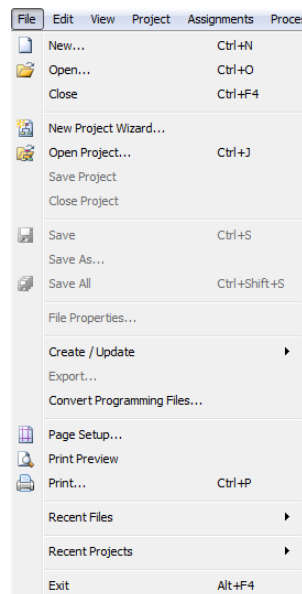 File Edit View Project Assignments
New... Ctrl+N
Open... Ctrl+O
Close Ctrl+F4
New Project Wizard...
Open Project... Ctrl+J
Save Project
Close Project
Save Ctrl+S
Save As...
Save All Ctrl+Shift+S
File Properties...
Create / Update
Export...
Convert Programming Files...
Page Setup...
Print Preview
Print... Ctrl+P
Recent Files
Recent Projects
Exit Alt+F4